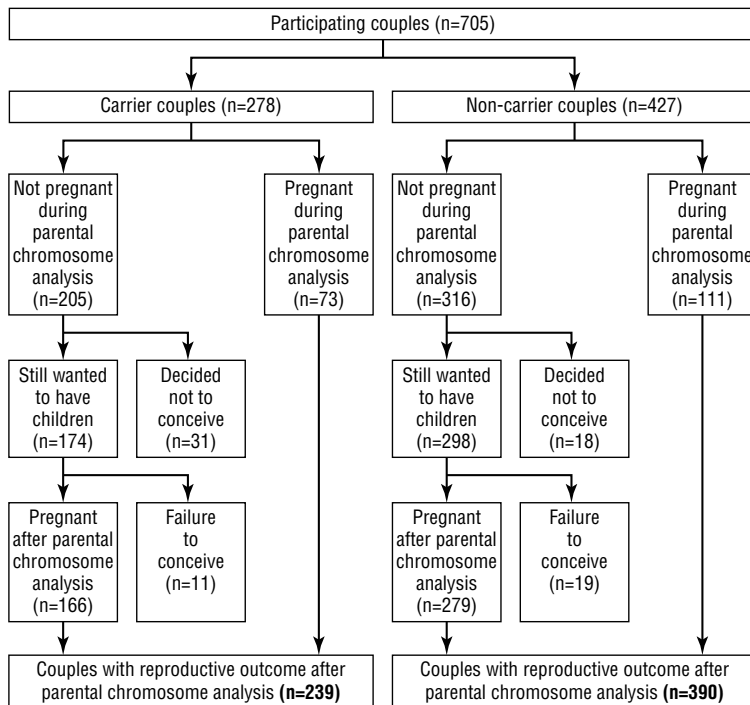 Participating couples (n=705)
Carrier couples (n=278)
Non-carrier couples (n=427)
Not pregnant
during
parental
chromosome
analysis
(n=205)
Pregnant
during
parental
chromosome
analysis
(n=73)
Not pregnant
during
parental
chromosome
analysis
(n=316)
Pregnant
during
parental
chromosome
analysis
(n=111)
Still wanted
to have
children
(n=174)
Decided
not to
conceive
(n=31)
Still wanted
to have
children
(n=298)
Decided
not to
conceive
(n=18)
Pregnant
after parental
chromosome
analysis
(n=166)
Failure
to
conceive
(n=11)
Pregnant
after parental
chromosome
analysis
(n=279)
Failure
to
conceive
(n=19)
Couples with reproductive outcome after
parental chromosome analysis (n=239)
Couples with reproductive outcome after
parental chromosome analysis (n=390)